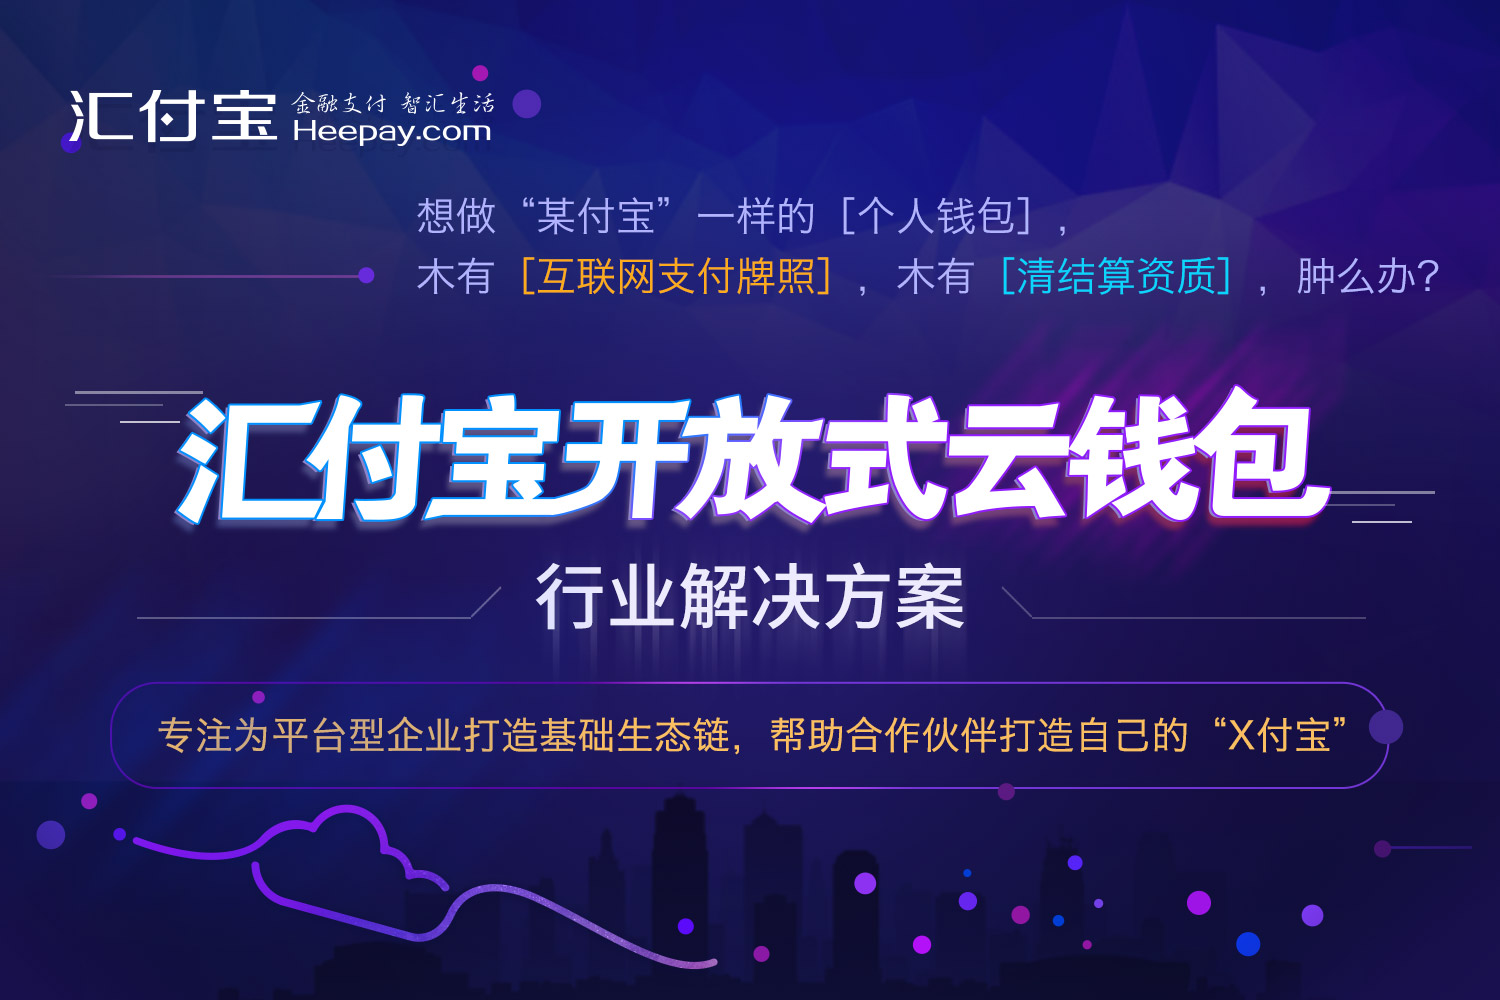 汇付宝
金融支付 智汇生活
Heepay.com
想做“某付宝”一样的[个人钱包]，
木有[互联网支付牌照]，木有[清结算资质]，肿么办？
汇付宝开放式云钱包
行业解决方案
专注为平台型企业打造基础生态链，帮助合作伙伴打造自己的“X付宝”